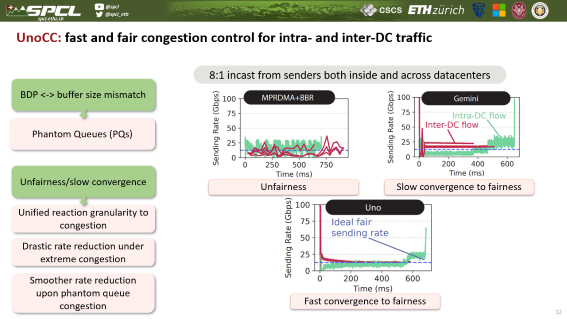 SPCL
spcl.ethz.ch
@spcl
@spcl_eth
CSCS
ETH zürich
UnoCC: fast and fair congestion control for intra- and inter-DC traffic
8:1 incast from senders both inside and across datacenters
BDP <-> buffer size mismatch
Phantom Queues (PQs)
Unfairness/slow convergence
Unified reaction granularity to
congestion
Drastic rate reduction under
extreme congestion
Smoother rate reduction
upon phantom queue
congestion
MPRDMA+BBR
Sending Rate (Gbps)
100
75
50
25
0
0 250 500 750
Time (ms)
Unfairness
Gemini
Sending Rate (Gbps)
100
75
50
25
0
Intra-DC flow
Inter-DC flow
0 200 400 600
Time (ms)
Slow convergence to fairness
Uno
Sending Rate (Gbps)
100
75
50
25
0
Ideal fair
sending rate
0 200 400 600
Time (ms)
Fast convergence to fairness
12